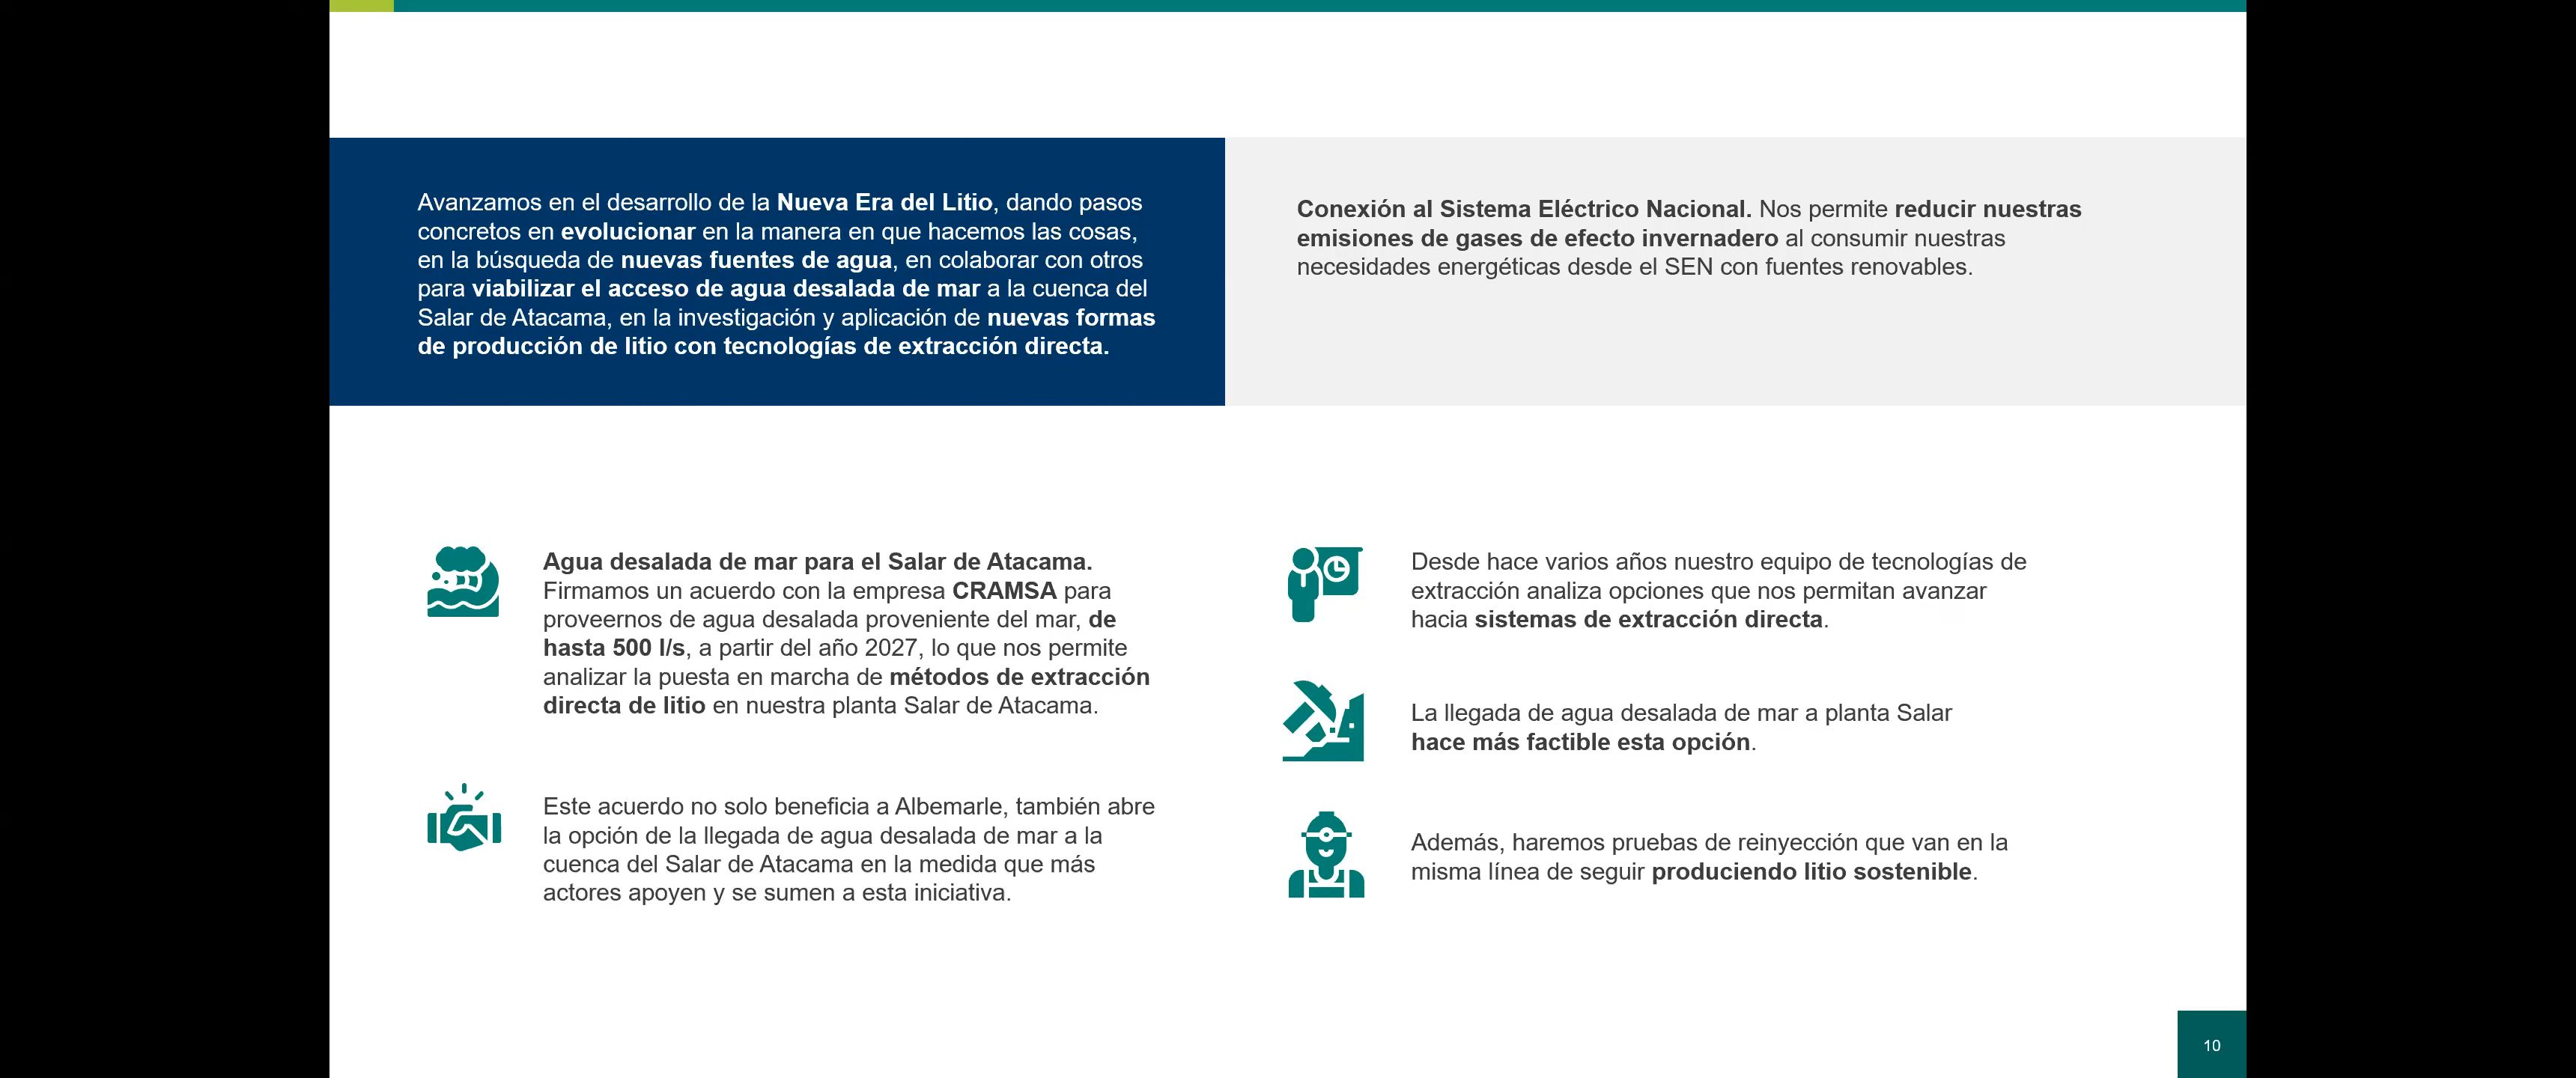 Avanzamos en el desarrollo de la Nueva Era del Litio, dando pasos
concretos en evolucionar en la manera en que hacemos las cosas,
en la búsqueda de nuevas fuentes de agua, en colaborar con otros
para viabilizar el acceso de agua desalada de mar a la cuenca del
Salar de Atacama, en la investigación y aplicación de nuevas formas
de producción de litio con tecnologías de extracción directa.
Conexión al Sistema Eléctrico Nacional. Nos permite reducir nuestras
emisiones de gases de efecto invernadero al consumir nuestras
necesidades energéticas desde el SEN con fuentes renovables.
Agua desalada de mar para el Salar de Atacama.
Firmamos un acuerdo con la empresa CRAMSA para
proveernos de agua desalada proveniente del mar, de
hasta 500 l/s, a partir del año 2027, lo que nos permite
analizar la puesta en marcha de métodos de extracción
directa de litio en nuestra planta Salar de Atacama.
Este acuerdo no solo beneficia a Albemarle, también abre
la opción de la llegada de agua desalada de mar a la
cuenca del Salar de Atacama en la medida que más
actores apoyen y se sumen a esta iniciativa.
Desde hace varios años nuestro equipo de tecnologías de
extracción analiza opciones que nos permitan avanzar
hacia sistemas de extracción directa.
La llegada de agua desalada de mar a planta Salar
hace más factible esta opción.
Además, haremos pruebas de reinyección que van en la
misma línea de seguir produciendo litio sostenible.
10